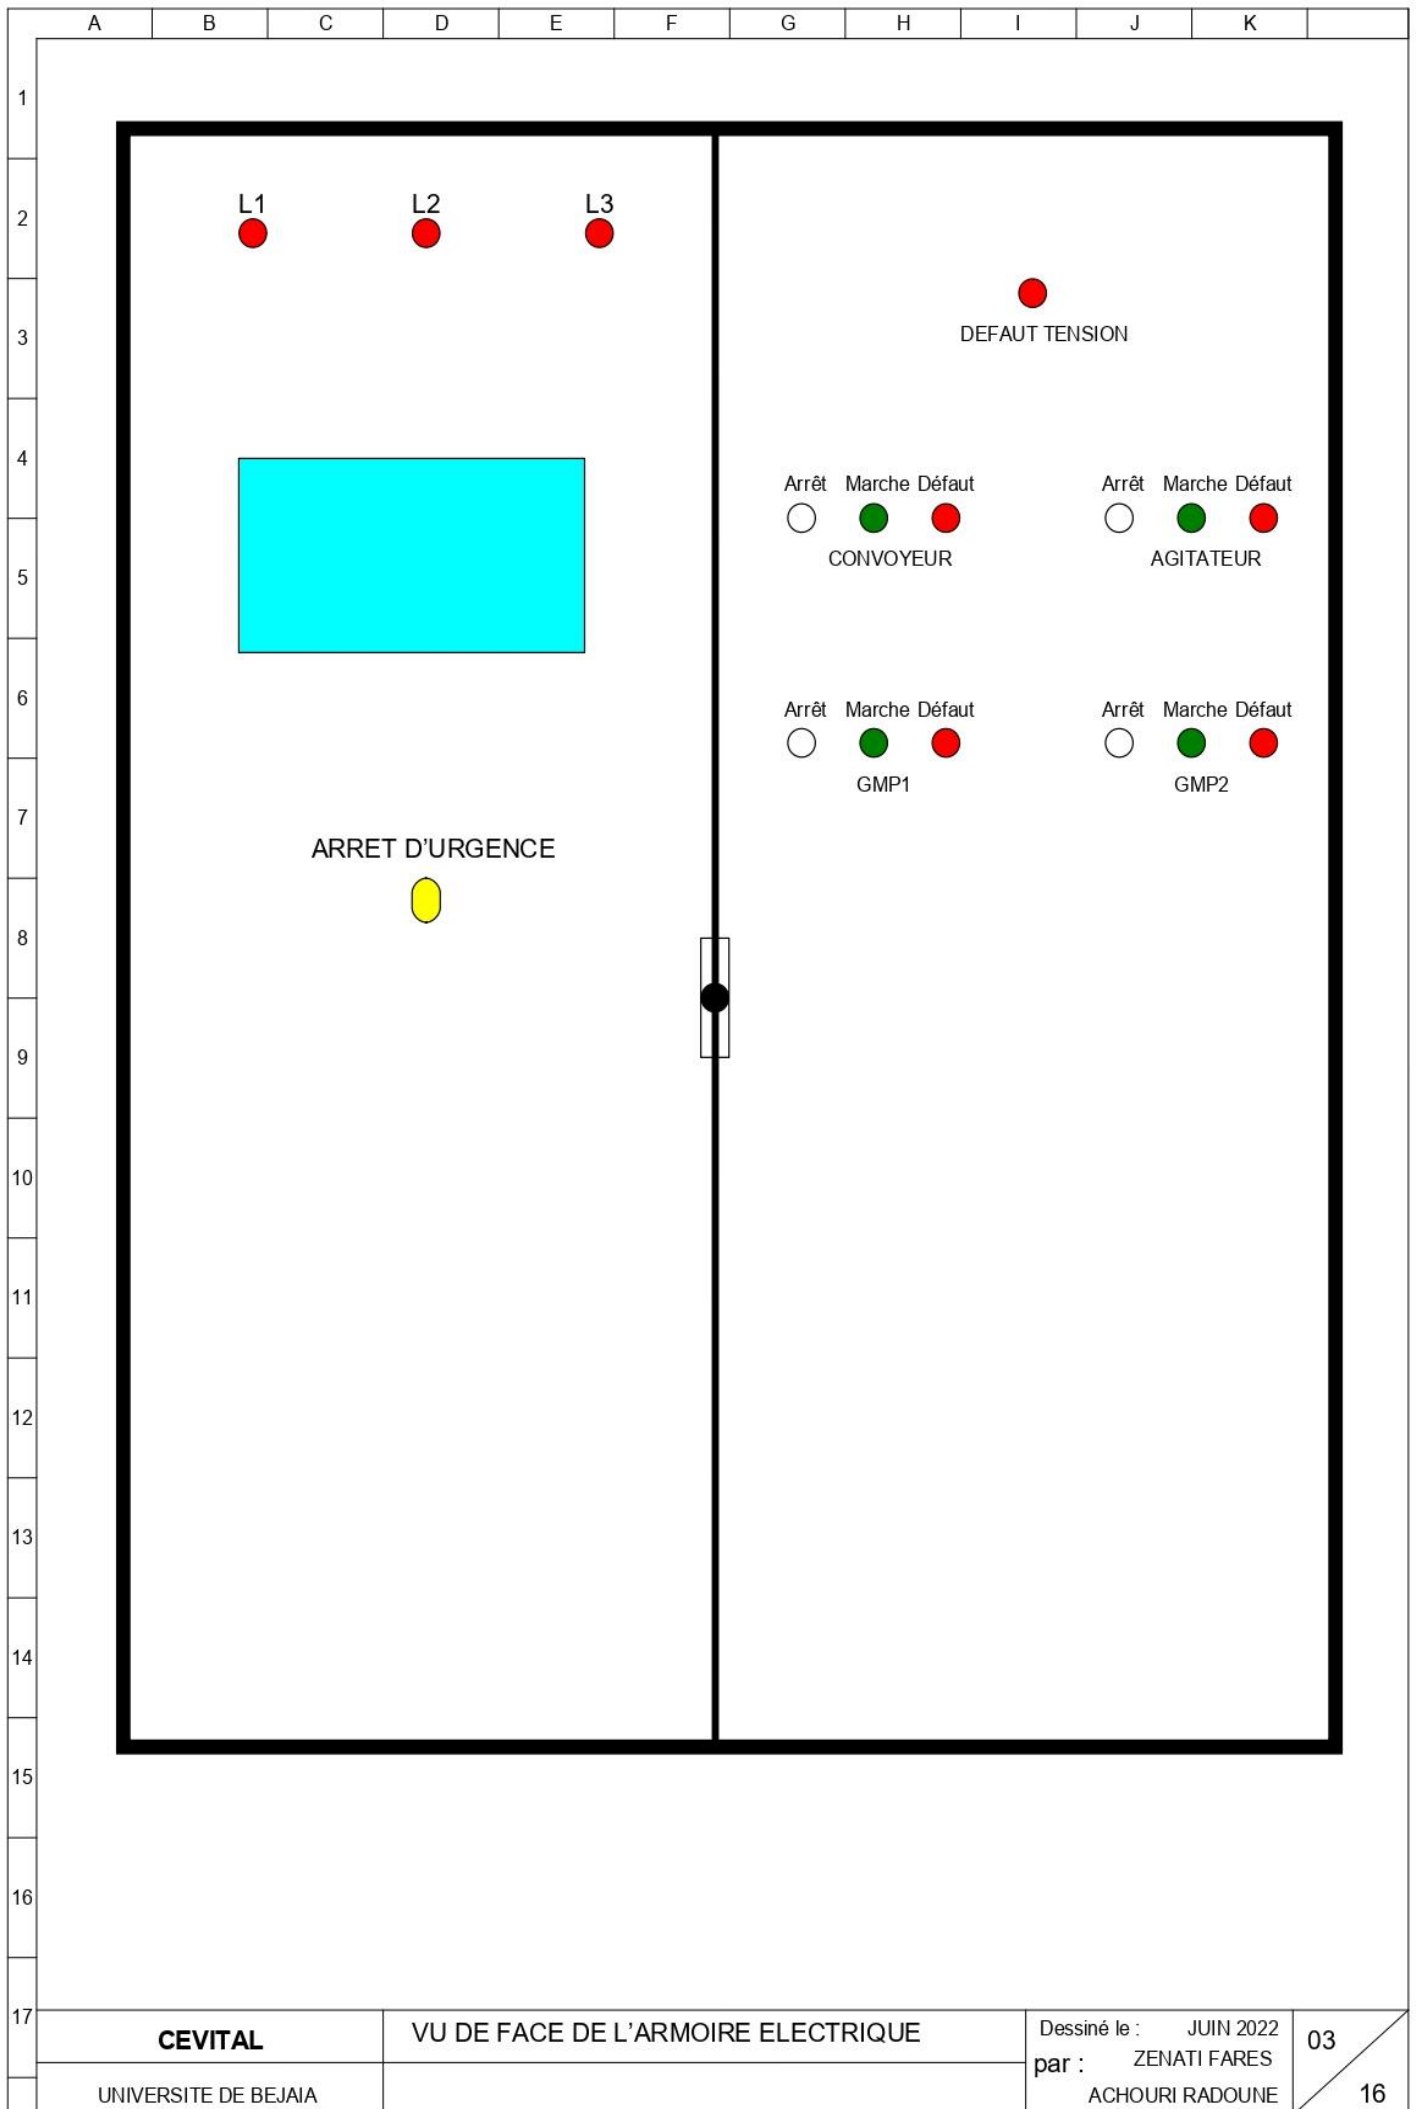 A B C D E F G H I J K
1
2
3
4
5
6
7
8
9
10
11
12
13
14
15
16
17
L1 L2 L3
DEFAUT TENSION
Arrêt Marche Défaut
CONVOYEUR
Arrêt Marche Défaut
AGITATEUR
Arrêt Marche Défaut
GMP1
Arrêt Marche Défaut
GMP2
ARRET D’URGENCE
CEVITAL
UNIVERSITE DE BEJAIA
VU DE FACE DE L’ARMOIRE ELECTRIQUE
Dessiné le : JUIN 2022
par : ZENATI FARES
ACHOURI RADOUNE
03
16